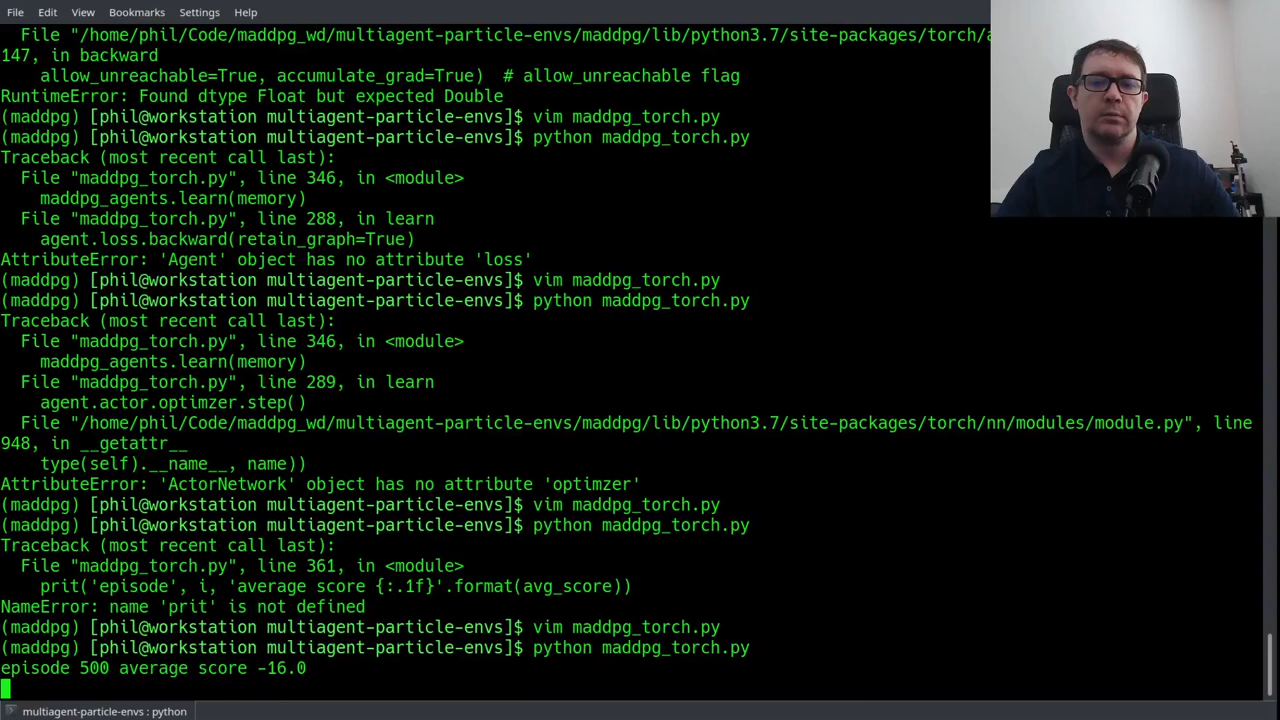 File Edit View Bookmarks Settings Help
File "/home/phil/Code/maddpg_wd/multiagent-particle-envs/maddpg/lib/python3.7/site-packages/torch/
147, in backward
allow_unreachable=True, accumulate_grad=True)  # allow_unreachable flag
RuntimeError: Found dtype Float but expected Double
(maddpg) [phil@workstation multiagent-particle-envs]$ vim maddpg_torch.py
(maddpg) [phil@workstation multiagent-particle-envs]$ python maddpg_torch.py
Traceback (most recent call last):
File "maddpg_torch.py", line 346, in <module>
maddpg_agents.learn(memory)
File "maddpg_torch.py", line 288, in learn
agent.loss.backward(retain_graph=True)
AttributeError: 'Agent' object has no attribute 'loss'
(maddpg) [phil@workstation multiagent-particle-envs]$ vim maddpg_torch.py
(maddpg) [phil@workstation multiagent-particle-envs]$ python maddpg_torch.py
Traceback (most recent call last):
File "maddpg_torch.py", line 346, in <module>
maddpg_agents.learn(memory)
File "maddpg_torch.py", line 289, in learn
agent.actor.optimzer.step()
File "/home/phil/Code/maddpg_wd/multiagent-particle-envs/maddpg/lib/python3.7/site-packages/torch/nn/modules/module.py", line
948, in __getattr__
type(self).__name__, name))
AttributeError: 'ActorNetwork' object has no attribute 'optimzer'
(maddpg) [phil@workstation multiagent-particle-envs]$ vim maddpg_torch.py
(maddpg) [phil@workstation multiagent-particle-envs]$ python maddpg_torch.py
Traceback (most recent call last):
File "maddpg_torch.py", line 361, in <module>
prit('episode', i, 'average score {:.1f}'.format(avg_score))
NameError: name 'prit' is not defined
(maddpg) [phil@workstation multiagent-particle-envs]$ vim maddpg_torch.py
(maddpg) [phil@workstation multiagent-particle-envs]$ python maddpg_torch.py
episode 500 average score -16.0
multiagent-particle-envs : python